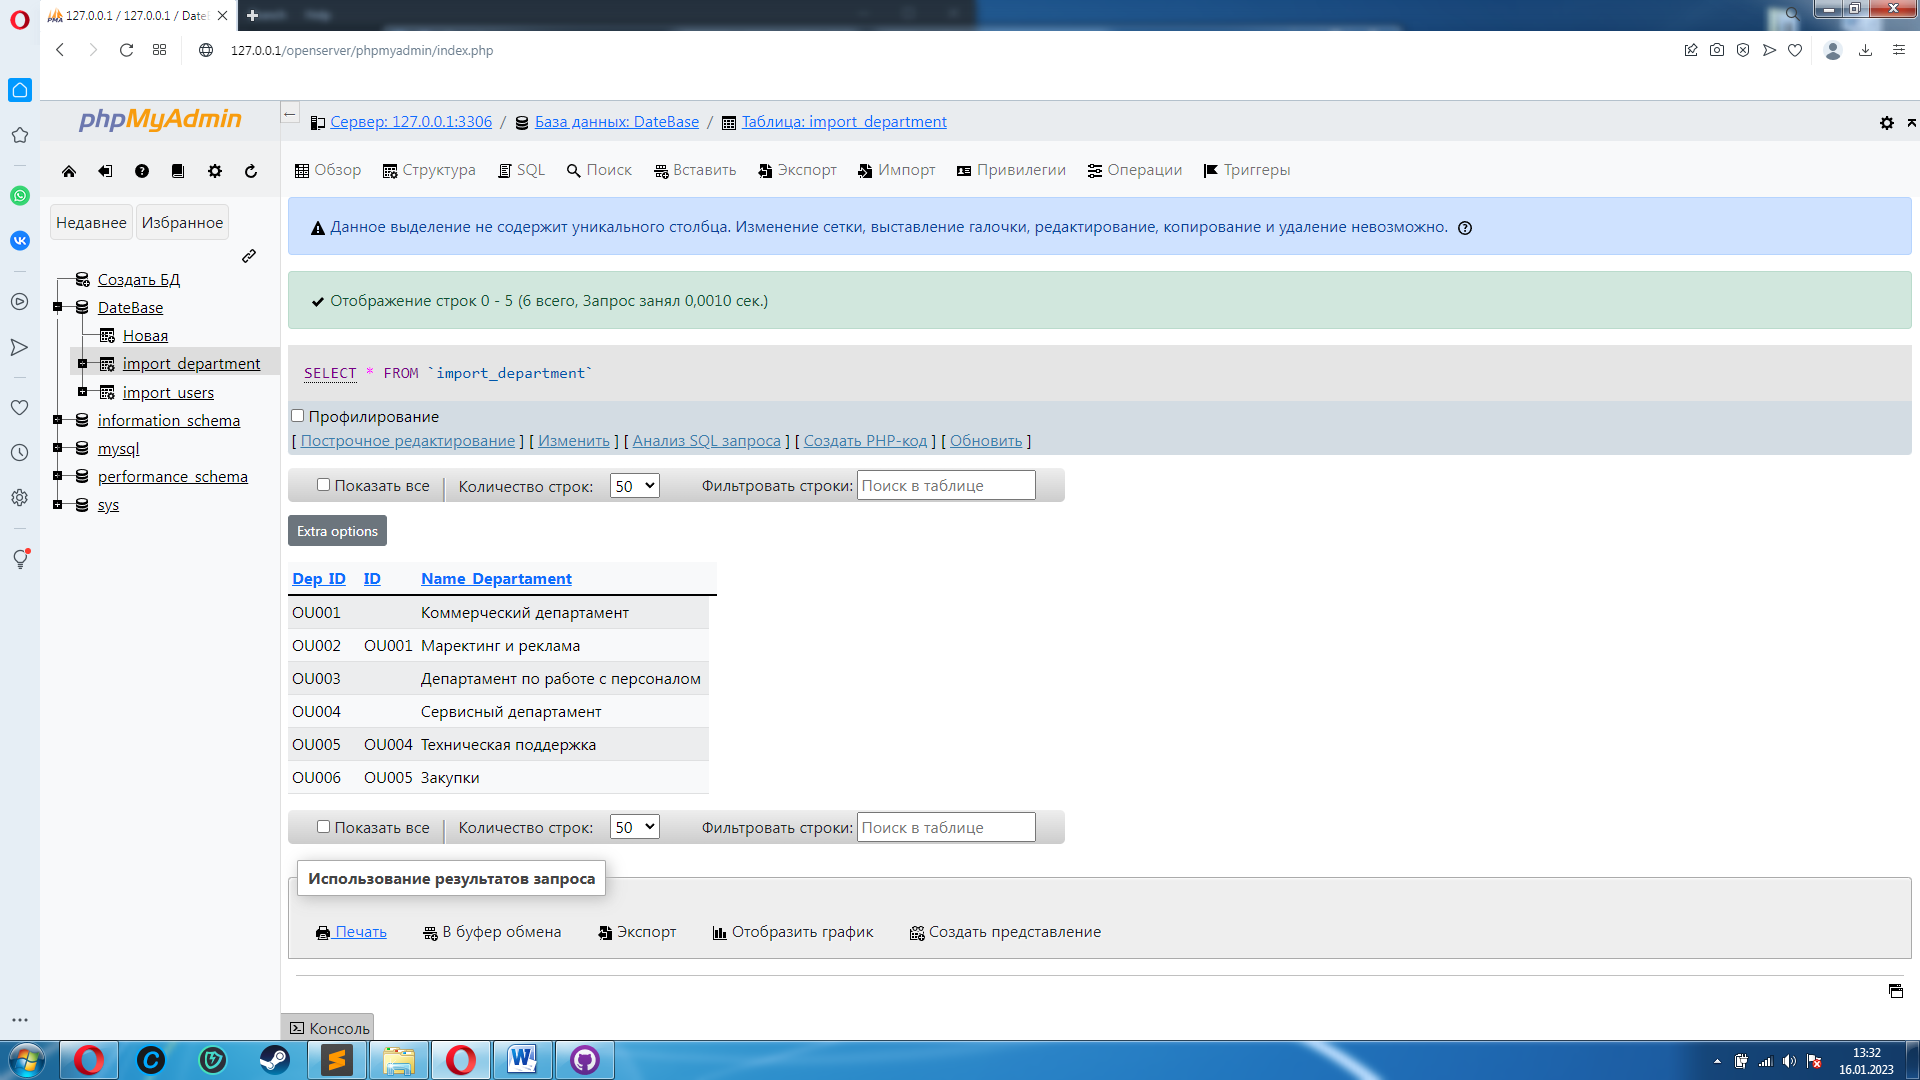 127.0.0.1 / 127.0.0.1 / Date
127.0.0.1/openserver/phpmyadmin/index.php
phpMyAdmin
Недавнее Избранное
Создать БД
DateBase
Новая
import_department
import_users
information_schema
mysql
performance_schema
sys
Сервер: 127.0.0.1:3306 / База данных: DateBase / Таблица: import_department
Обзор Структура SQL Поиск Вставить Экспорт Импорт Привилегии Операции Триггеры
Данное выделение не содержит уникального столбца. Изменение сетки, выставление галочки, редактирование, копирование и удаление невозможно.
Отображение строк 0 - 5 (6 всего, Запрос занял 0,0010 сек.)
SELECT * FROM `import_department`
Профилирование
[ Построчное редактирование ] [ Изменить ] [ Анализ SQL запроса ] [ Создать PHP-код ] [ Обновить ]
Показать все Количество строк: 50 Фильтровать строки: Поиск в таблице
Extra options
Dep_ID ID Name_Departament
OU001 Коммерческий департамент
OU002 OU001 Маректинг и реклама
OU003 Департамент по работе с персоналом
OU004 Сервисный департамент
OU005 OU004 Техническая поддержка
OU006 OU005 Закупки
Показать все Количество строк: 50 Фильтровать строки: Поиск в таблице
Использование результатов запроса
Печать В буфер обмена Экспорт Отобразить график Создать представление
Консоль
13:32
16.01.2023